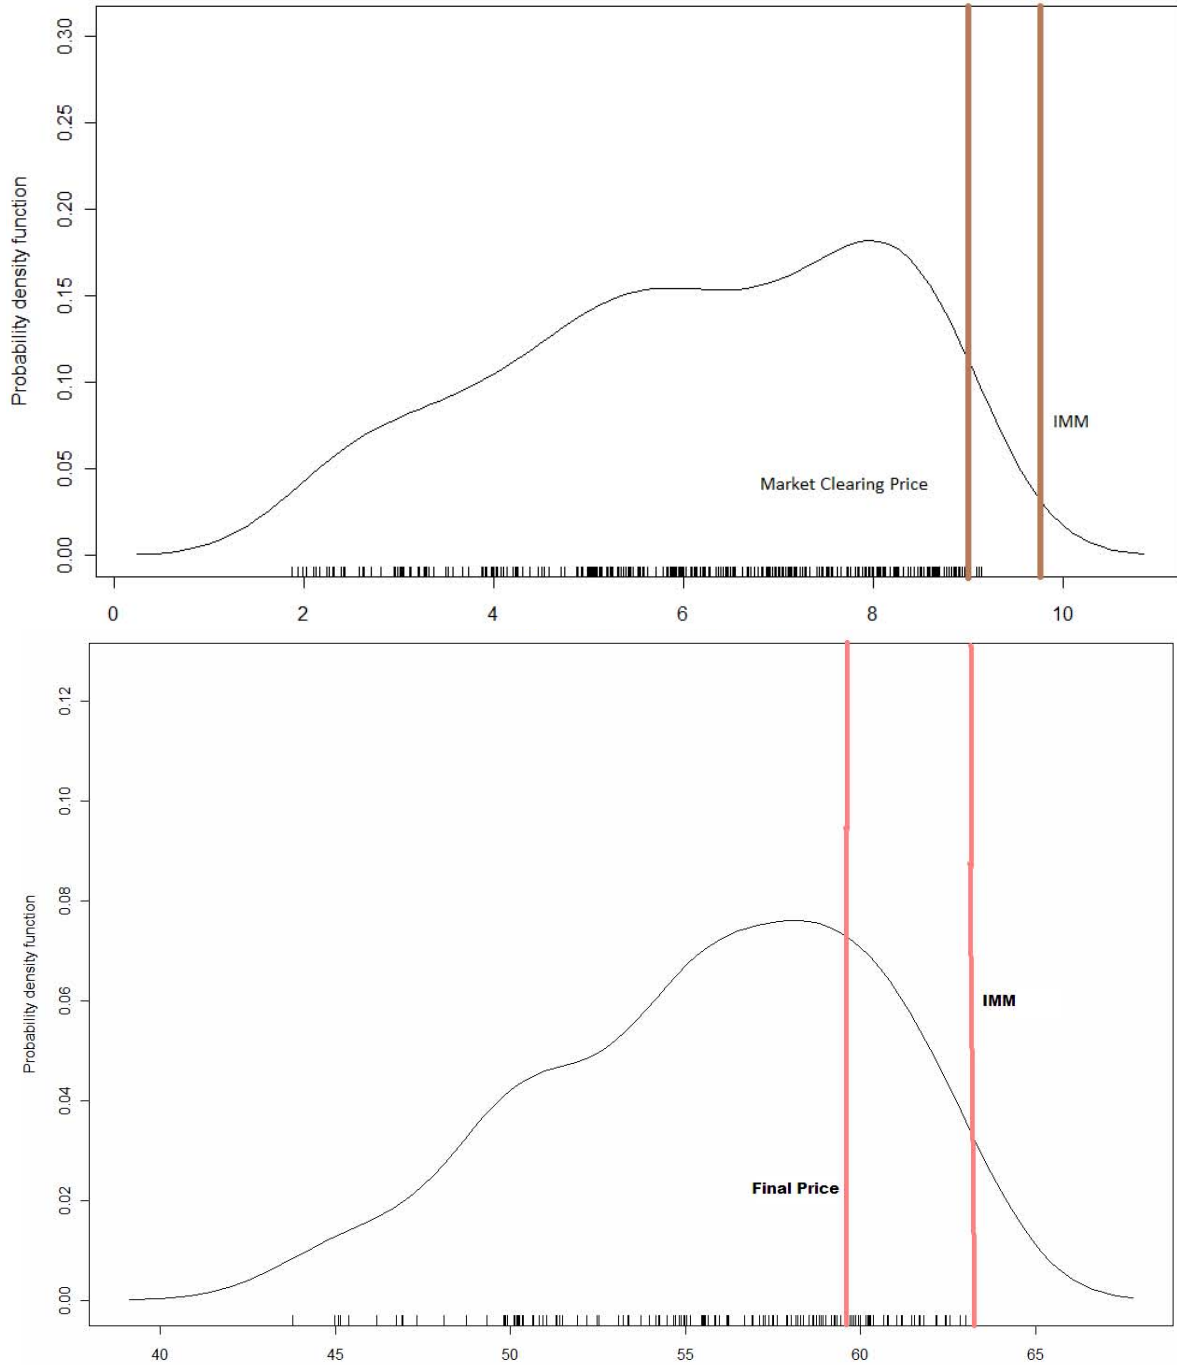 Probability density function
0.30
0.25
0.20
0.15
0.10
0.05
0.00
IMM
Market Clearing Price
0 2 4 6 8 10
Probability density function
0.12
0.10
0.08
0.06
0.04
0.02
0.00
IMM
Final Price
40 45 50 55 60 65